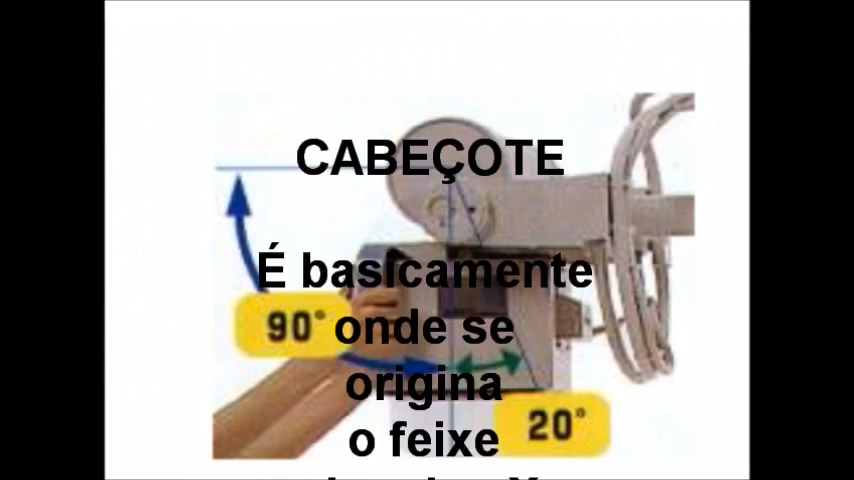 CABEÇOTE
É basicamente
90° onde se
origina
o feixe
20°